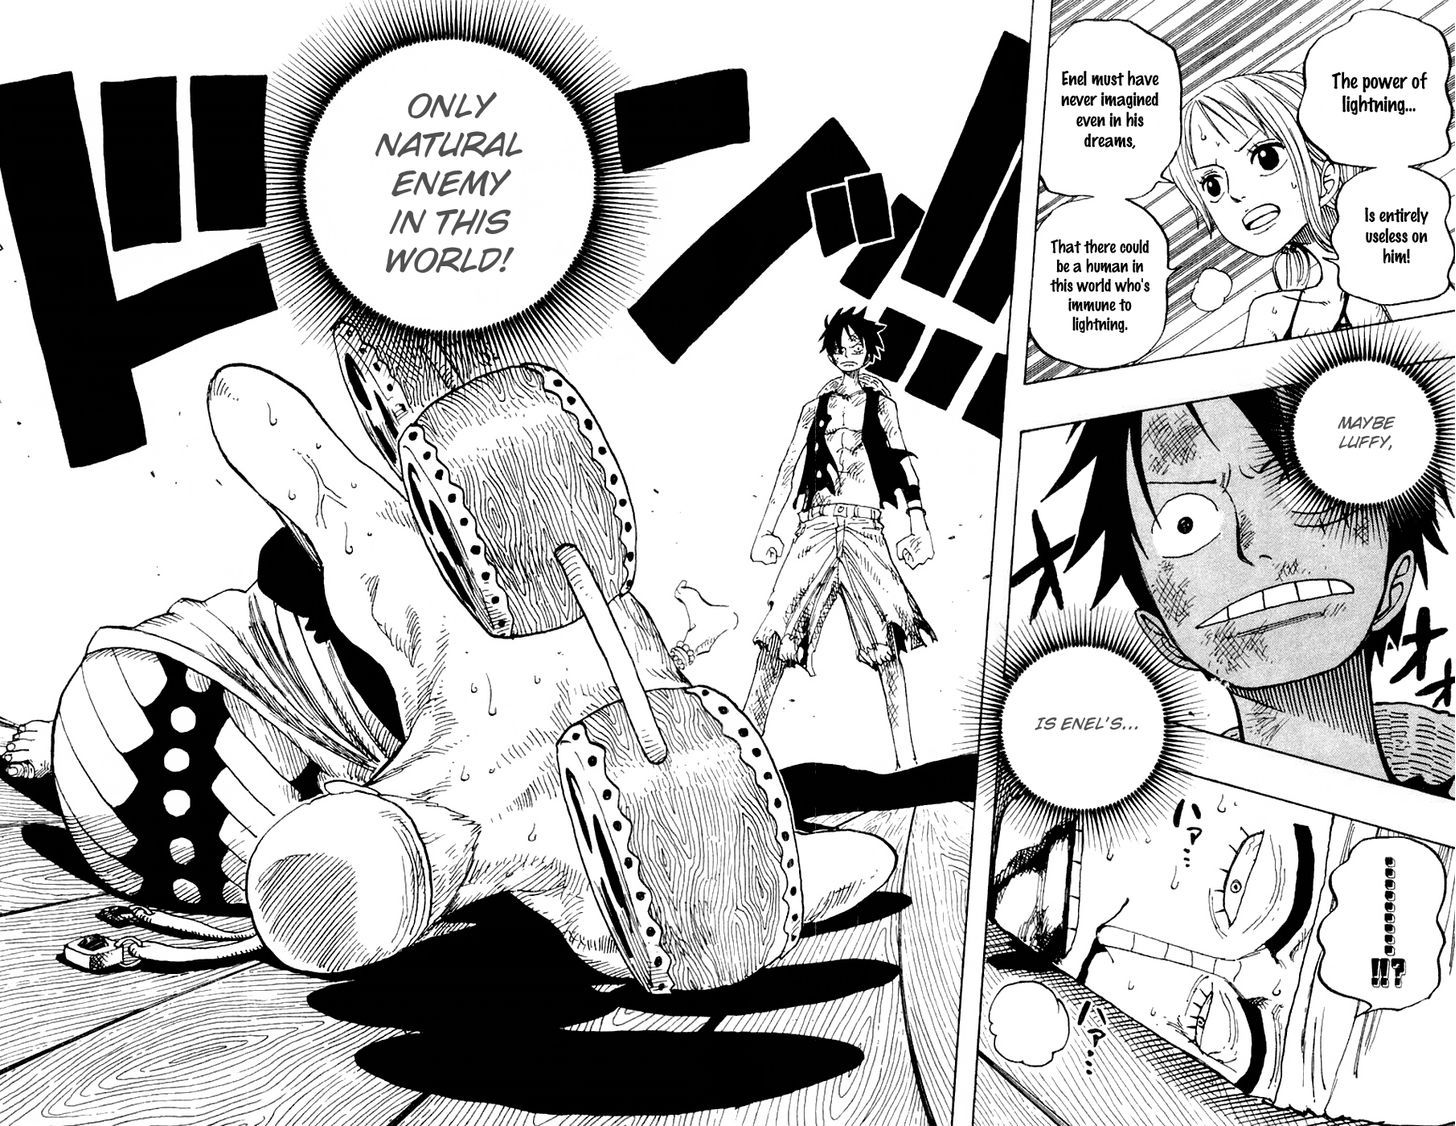 The power of
lightning...
Is entirely
useless on
him!
Enel must have
never imagined
even in his
dreams,
That there could
be a human in
this world who's
immune to
lightning.
MAYBE
LUFFY,
IS ENEL'S...
ハァ…
!!?
ハァ…
ONLY
NATURAL
ENEMY
IN THIS
WORLD!
ドンッ!!